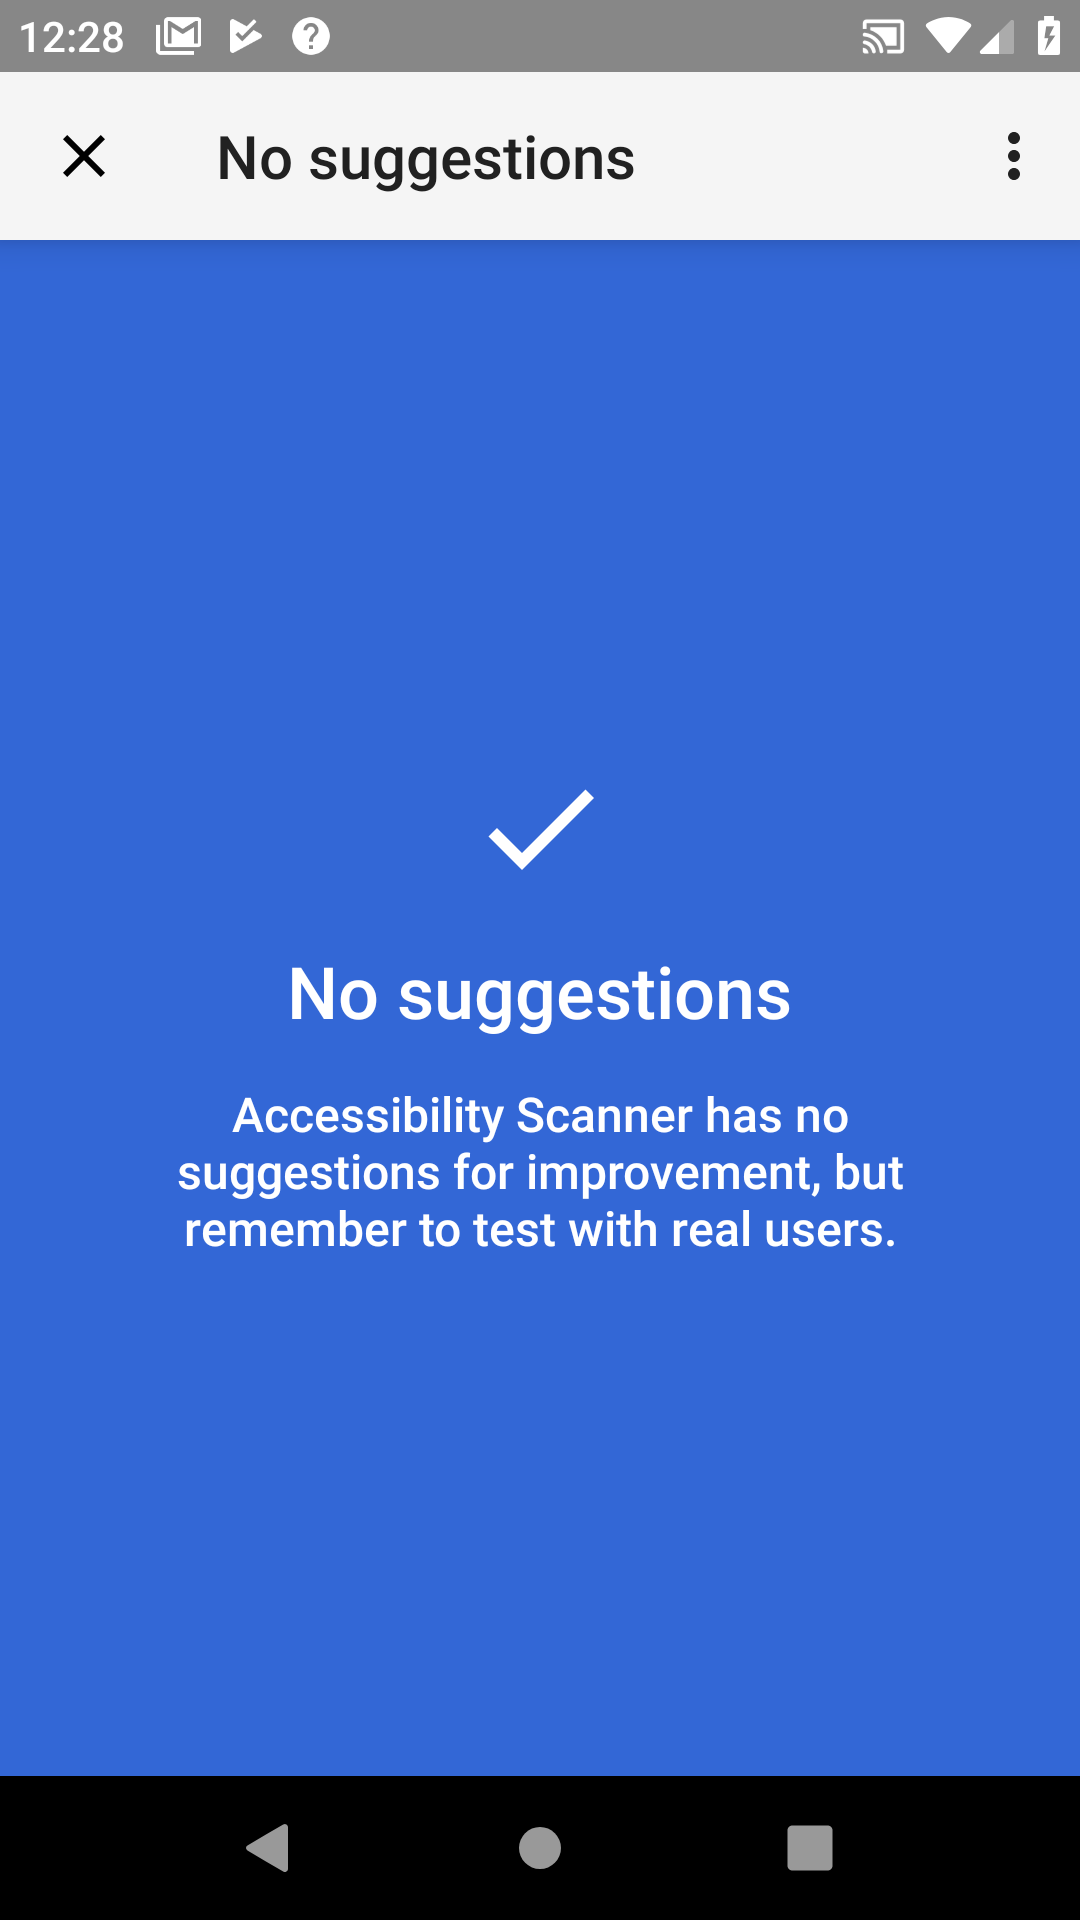 12:28
No suggestions
No suggestions
Accessibility Scanner has no
suggestions for improvement, but
remember to test with real users.